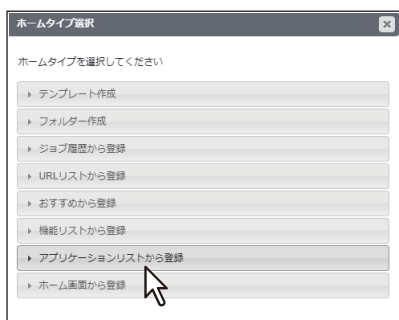 ホームタイプ選択
ホームタイプを選択してください
テンプレート作成
フォルダー作成
ジョブ履歴から登録
URLリストから登録
おすすめから登録
機能リストから登録
アプリケーションリストから登録
ホーム画面から登録